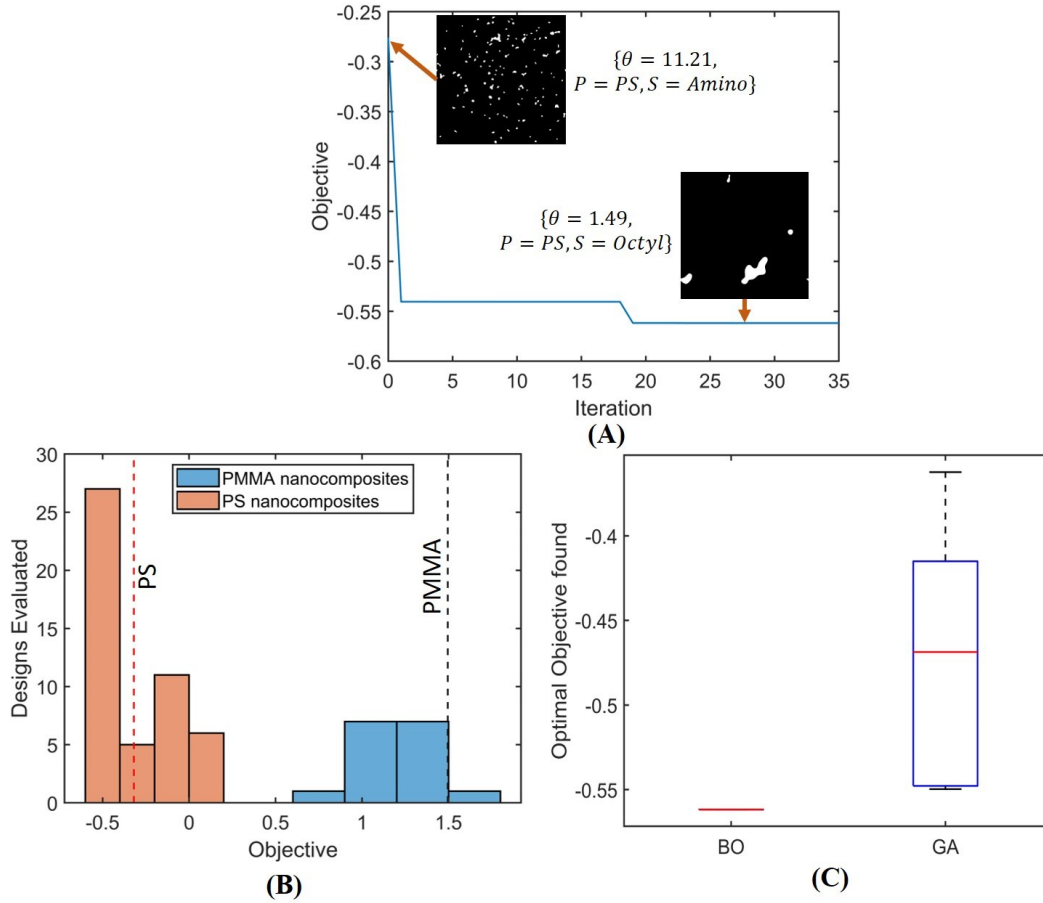 -0.25
-0.3
-0.35
-0.4
-0.45
-0.5
-0.55
-0.6
Objective
{θ = 11.21,
P = PS, S = Amino}
{θ = 1.49,
P = PS, S = Octyl}
0 5 10 15 20 25 30 35
Iteration
(A)
30
25
20
15
10
5
0
Designs Evaluated
PMMA nanocomposites
PS nanocomposites
PS
PMMA
-0.5 0 0.5 1 1.5
Objective
(B)
-0.4
-0.45
-0.5
-0.55
Optimal Objective found
BO GA
(C)